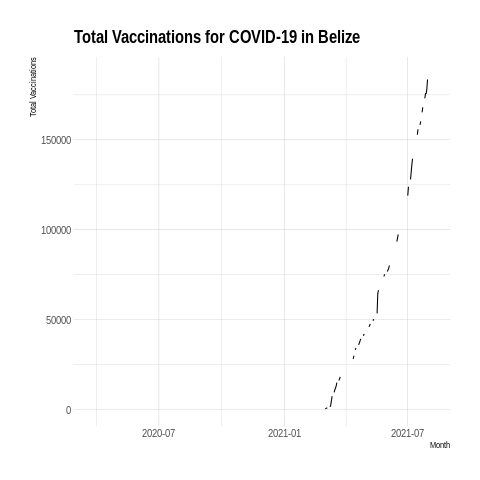 Total Vaccinations for COVID-19 in Belize
Total Vaccinations
150000
100000
50000
0
2020-07
2021-01
2021-07
Month